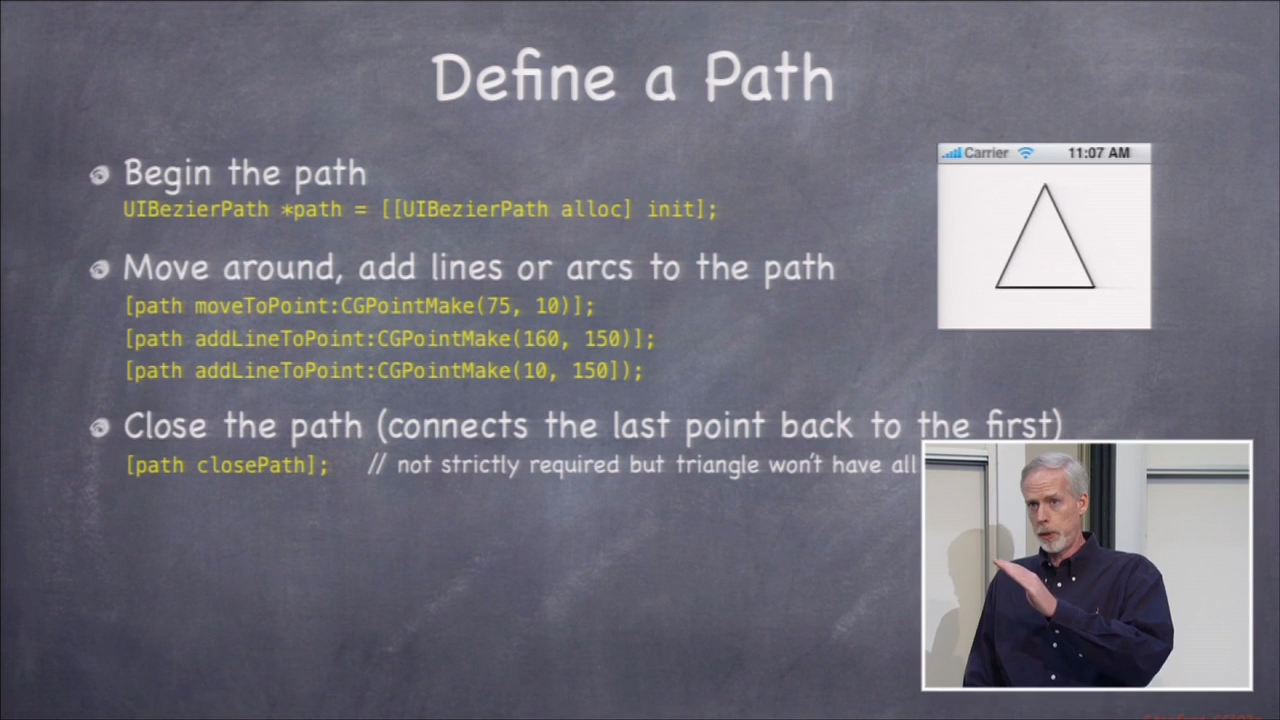 Define a Path
Begin the path
UIBezierPath *path = [[UIBezierPath alloc] init];
Move around, add lines or arcs to the path
[path moveToPoint:CGPointMake(75, 10)];
[path addLineToPoint:CGPointMake(160, 150)];
[path addLineToPoint:CGPointMake(10, 150]);
Close the path (connects the last point back to the first)
[path closePath]; // not strictly required but triangle won't have all
Carrier 11:07 AM